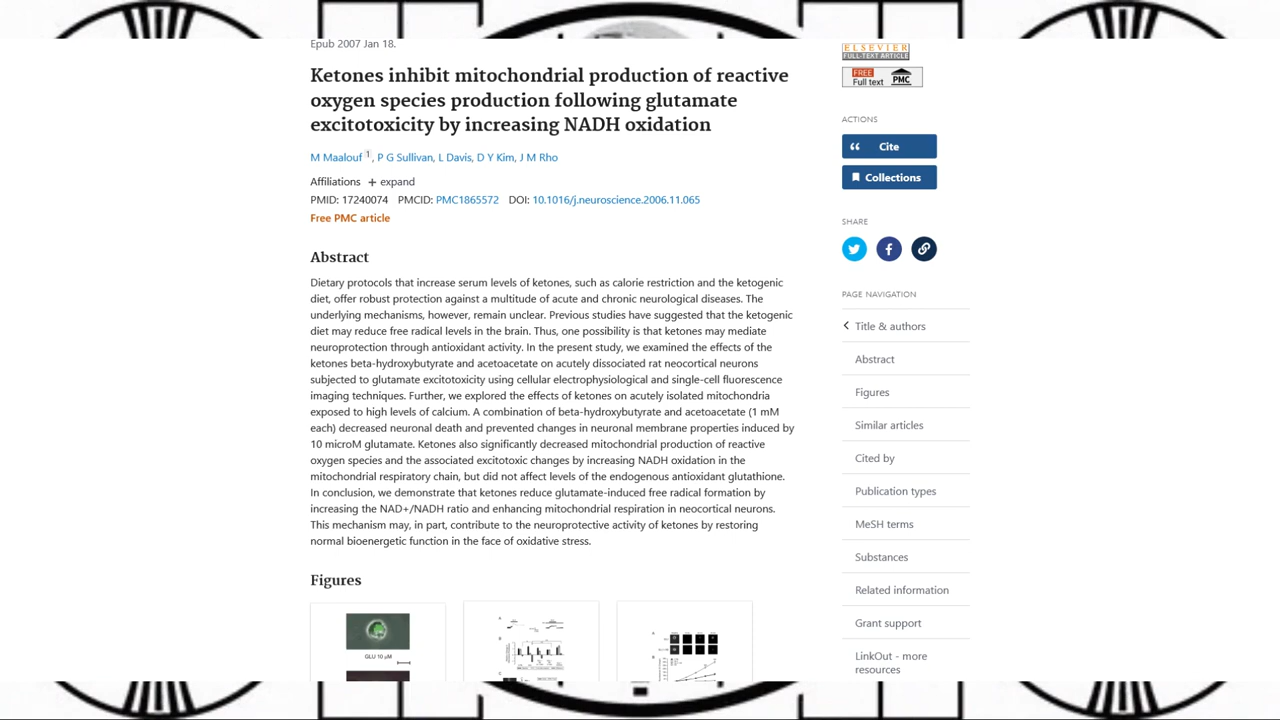 Epub 2007 Jan 18.
Ketones inhibit mitochondrial production of reactive
oxygen species production following glutamate
excitotoxicity by increasing NADH oxidation
M Maalouf 1, P G Sullivan, L Davis, D Y Kim, J M Rho
Affiliations + expand
PMID: 17240074 PMCID: PMC1865572 DOI: 10.1016/j.neuroscience.2006.11.065
Free PMC article
Abstract
Dietary protocols that increase serum levels of ketones, such as calorie restriction and the ketogenic
diet, offer robust protection against a multitude of acute and chronic neurological diseases. The
underlying mechanisms, however, remain unclear. Previous studies have suggested that the ketogenic
diet may reduce free radical levels in the brain. Thus, one possibility is that ketones may mediate
neuroprotection through antioxidant activity. In the present study, we examined the effects of the
ketones beta-hydroxybutyrate and acetoacetate on acutely dissociated rat neocortical neurons
subjected to glutamate excitotoxicity using cellular electrophysiological and single-cell fluorescence
imaging techniques. Further, we explored the effects of ketones on acutely isolated mitochondria
exposed to high levels of calcium. A combination of beta-hydroxybutyrate and acetoacetate (1 mM
each) decreased neuronal death and prevented changes in neuronal membrane properties induced by
10 microM glutamate. Ketones also significantly decreased mitochondrial production of reactive
oxygen species and the associated excitotoxic changes by increasing NADH oxidation in the
mitochondrial respiratory chain, but did not affect levels of the endogenous antioxidant glutathione.
In conclusion, we demonstrate that ketones reduce glutamate-induced free radical formation by
increasing the NAD+/NADH ratio and enhancing mitochondrial respiration in neocortical neurons.
This mechanism may, in part, contribute to the neuroprotective activity of ketones by restoring
normal bioenergetic function in the face of oxidative stress.
Figures
GLU 10 μM
ELSEVIER
FULL-TEXT ARTICLE
FREE
Full text PMC
ACTIONS
Cite
Collections
SHARE
PAGE NAVIGATION
Title & authors
Abstract
Figures
Similar articles
Cited by
Publication types
MeSH terms
Substances
Related information
Grant support
LinkOut - more
resources